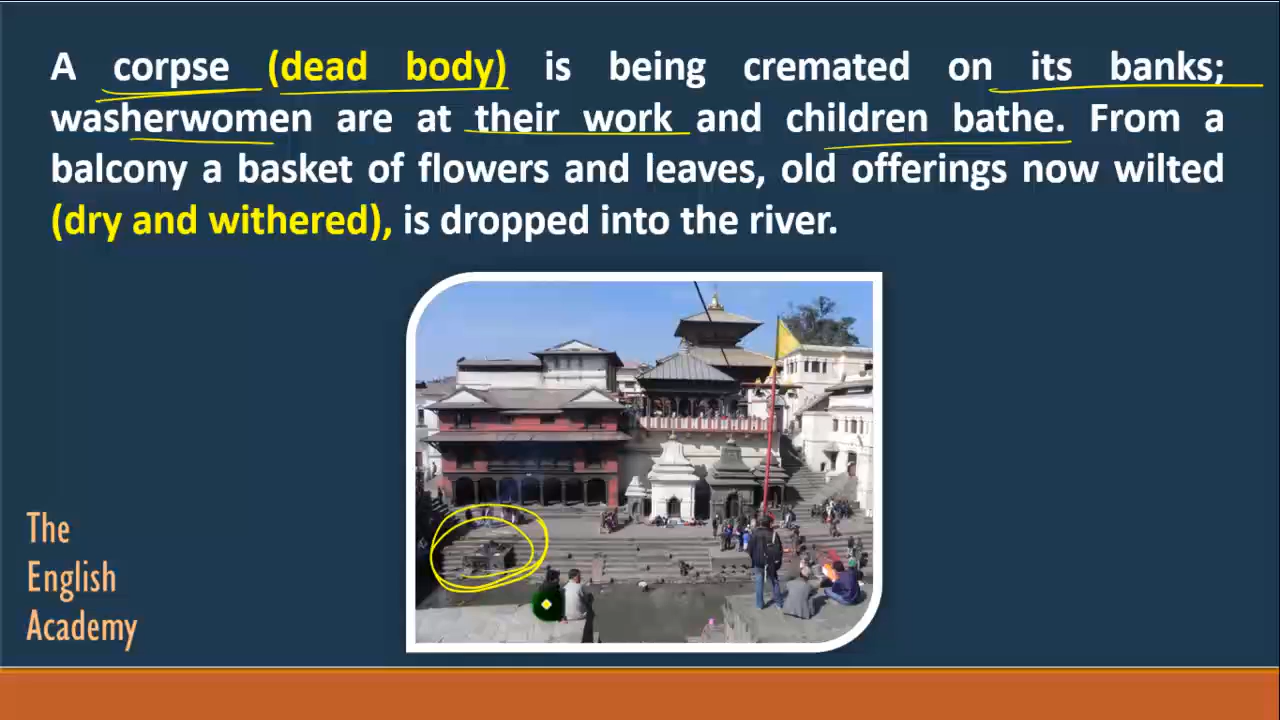 A corpse (dead body) is being cremated on its banks;
washerwomen are at their work and children bathe. From a
balcony a basket of flowers and leaves, old offerings now wilted
(dry and withered), is dropped into the river.
The
English
Academy